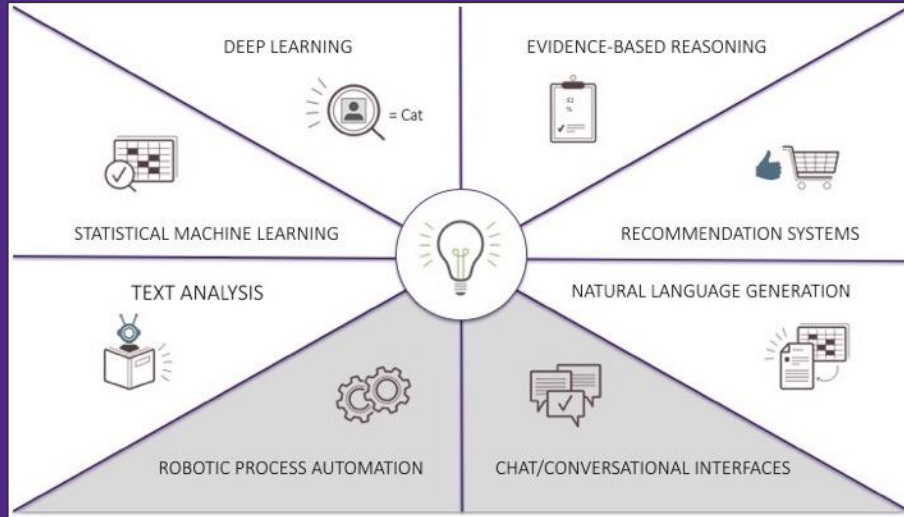 DEEP LEARNING
EVIDENCE-BASED REASONING
= Cat
92
%
STATISTICAL MACHINE LEARNING
RECOMMENDATION SYSTEMS
TEXT ANALYSIS
NATURAL LANGUAGE GENERATION
ROBOTIC PROCESS AUTOMATION
CHAT/CONVERSATIONAL INTERFACES